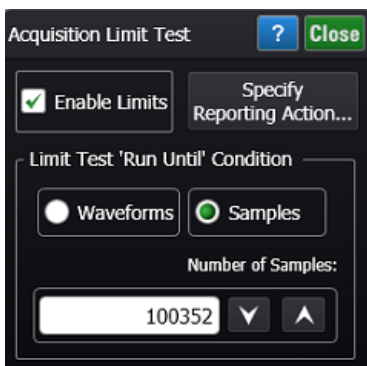 Acquisition Limit Test ? Close
Enable Limits
Specify
Reporting Action...
Limit Test 'Run Until' Condition
Waveforms Samples
Number of Samples:
100352